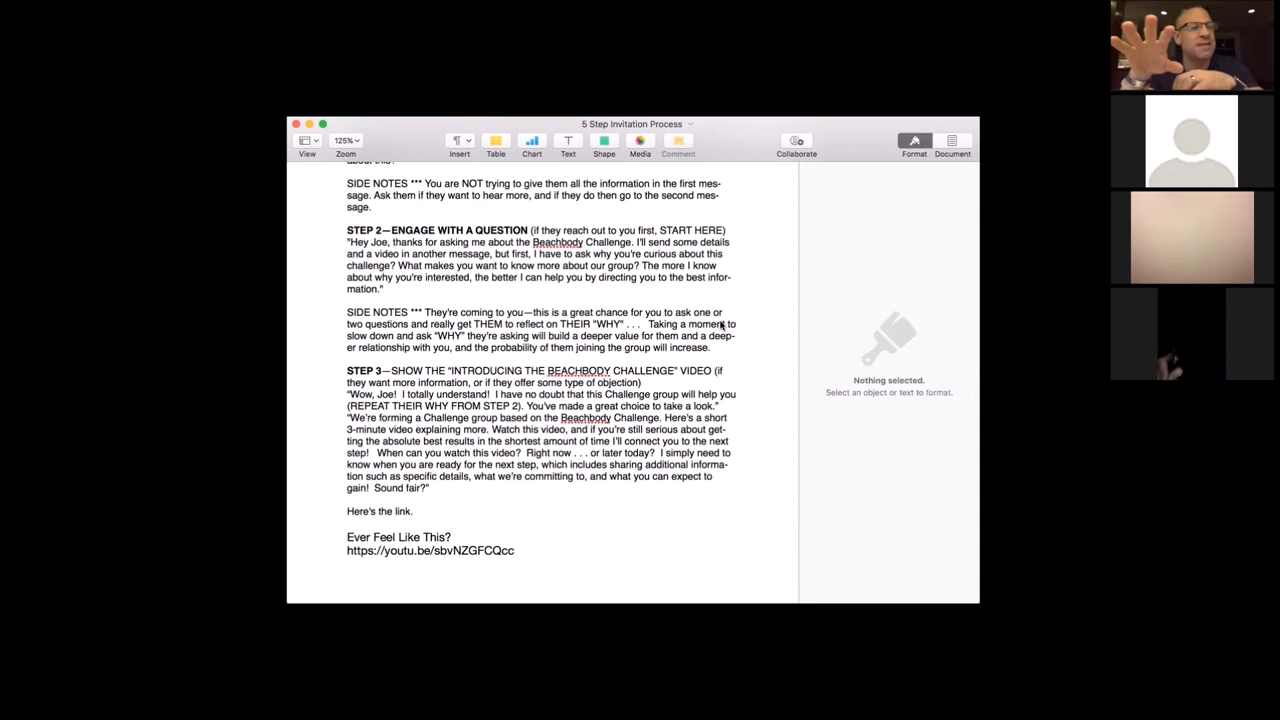 5 Step Invitation Process
125%
View
Zoom
Insert
Table
Chart
Text
Shape
Media
Comment
Collaborate
Format
Document
about this?
SIDE NOTES *** You are NOT trying to give them all the information in the first mes-
sage. Ask them if they want to hear more, and if they do then go to the second mes-
sage.
STEP 2—ENGAGE WITH A QUESTION (if they reach out to you first, START HERE)
"Hey Joe, thanks for asking me about the Beachbody Challenge. I'll send some details
and a video in another message, but first, I have to ask why you're curious about this
challenge? What makes you want to know more about our group? The more I know
about why you're interested, the better I can help you by directing you to the best infor-
mation."
SIDE NOTES *** They're coming to you—this is a great chance for you to ask one or
two questions and really get THEM to reflect on THEIR "WHY" . . . Taking a moment to
slow down and ask "WHY" they're asking will build a deeper value for them and a deep-
er relationship with you, and the probability of them joining the group will increase.
STEP 3—SHOW THE "INTRODUCING THE BEACHBODY CHALLENGE" VIDEO (if
they want more information, or if they offer some type of objection)
"Wow, Joe! I totally understand! I have no doubt that this Challenge group will help you
(REPEAT THEIR WHY FROM STEP 2). You've made a great choice to take a look."
"We're forming a Challenge group based on the Beachbody Challenge. Here's a short
3-minute video explaining more. Watch this video, and if you're still serious about get-
ting the absolute best results in the shortest amount of time I'll connect you to the next
step! When can you watch this video? Right now . . . or later today? I simply need to
know when you are ready for the next step, which includes sharing additional informa-
tion such as specific details, what we're committing to, and what you can expect to
gain! Sound fair?"
Here's the link.
Ever Feel Like This?
https://youtu.be/sbvNZGFCQcc
Nothing selected.
Select an object or text to format.